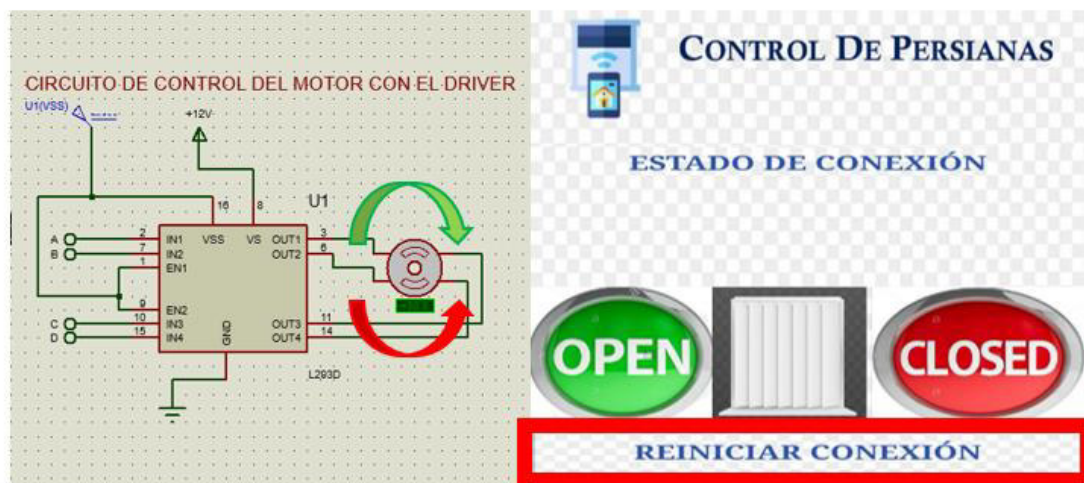 CIRCUITO DE CONTROL DEL MOTOR CON EL DRIVER
U1(VSS)
+12V
U1
16
8
A
2
IN1
VSS
VS
OUT1
3
B
7
IN2
OUT2
6
1
EN1
9
EN2
C
10
IN3
GND
OUT3
11
D
15
IN4
OUT4
14
L293D
CONTROL DE PERSIANAS
ESTADO DE CONEXIÓN
OPEN
CLOSED
REINICIAR CONEXIÓN